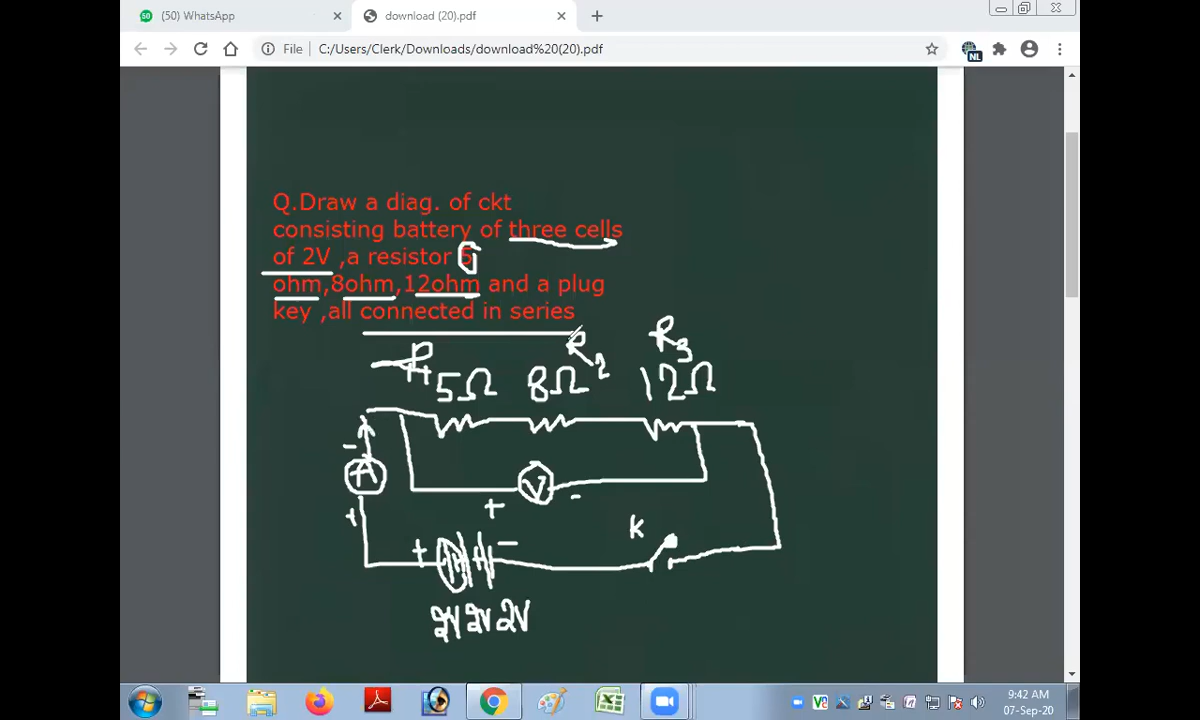 (50) WhatsApp
download (20).pdf
File C:/Users/Clerk/Downloads/download%20(20).pdf
NL
Q.Draw a diag. of ckt
consisting battery of three cells
of 2V ,a resistor 5
ohm,8ohm,12ohm and a plug
key ,all connected in series
R1 R2 R3
5Ω 8Ω 12Ω
-
A
+
V
+ -
K
+ -
2V 2V 2V
9:42 AM
07-Sep-20